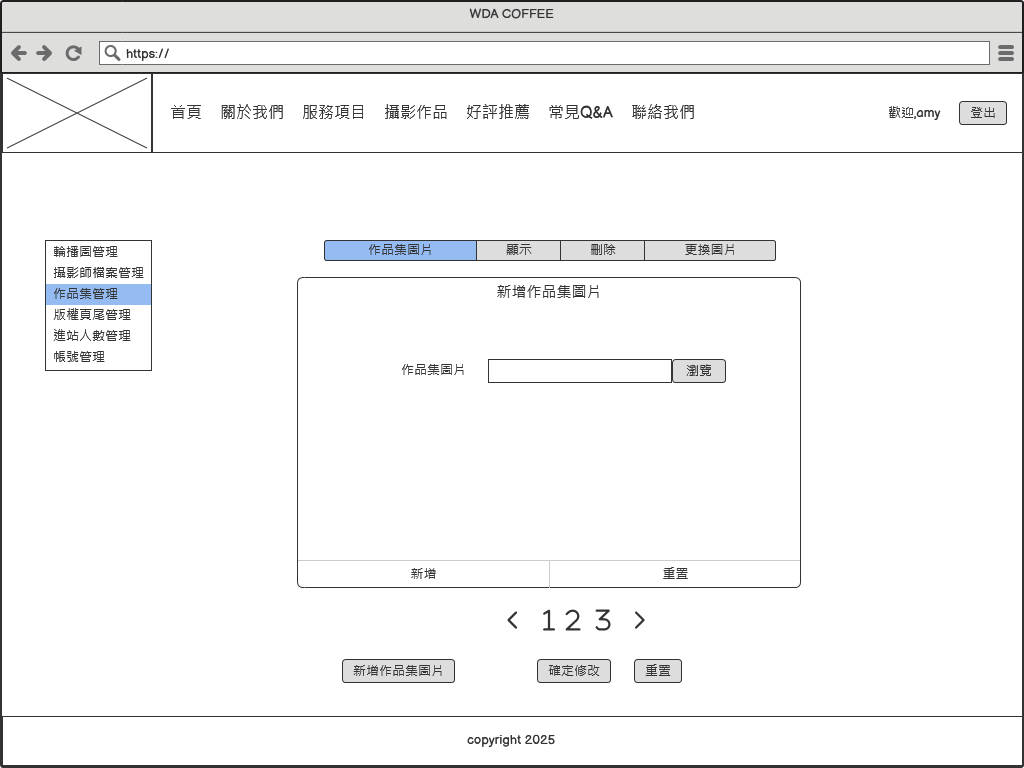 WDA COFFEE
https://
首頁 關於我們 服務項目 攝影作品 好評推薦 常見Q&A 聯絡我們 歡迎,amy 登出
輪播圖管理
攝影師檔案管理
作品集管理
版權頁尾管理
進站人數管理
帳號管理
作品集圖片 顯示 刪除 更換圖片
新增作品集圖片
作品集圖片 瀏覽
新增 重置
1 2 3
新增作品集圖片 確定修改 重置
copyright 2025